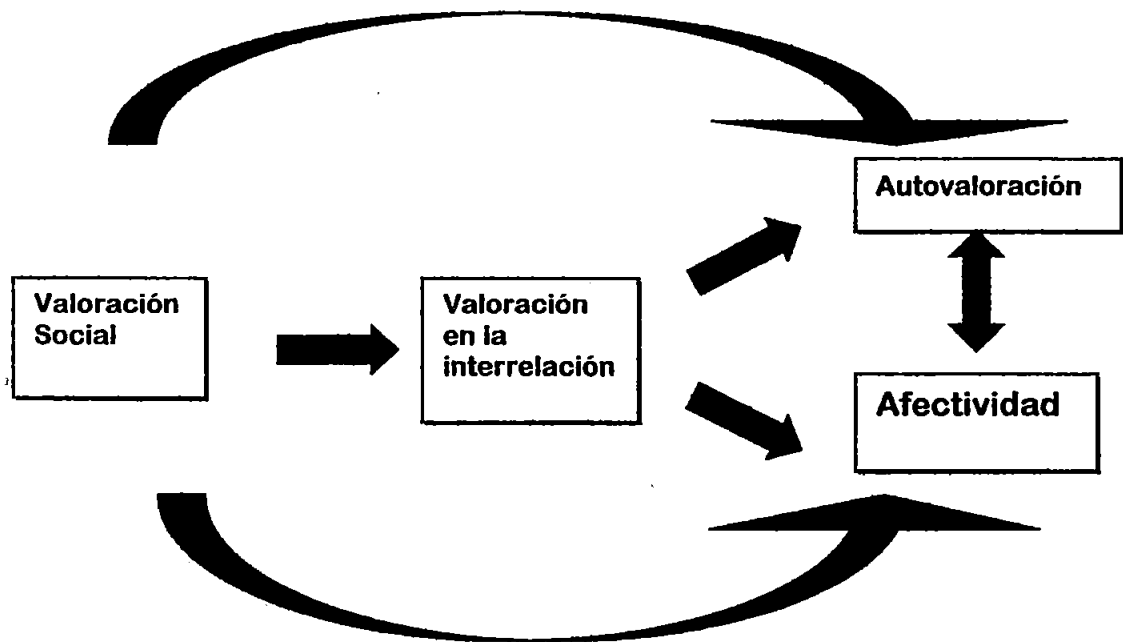 Autovaloración
Valoración
Social
Valoración
en la
interrelación
Afectividad